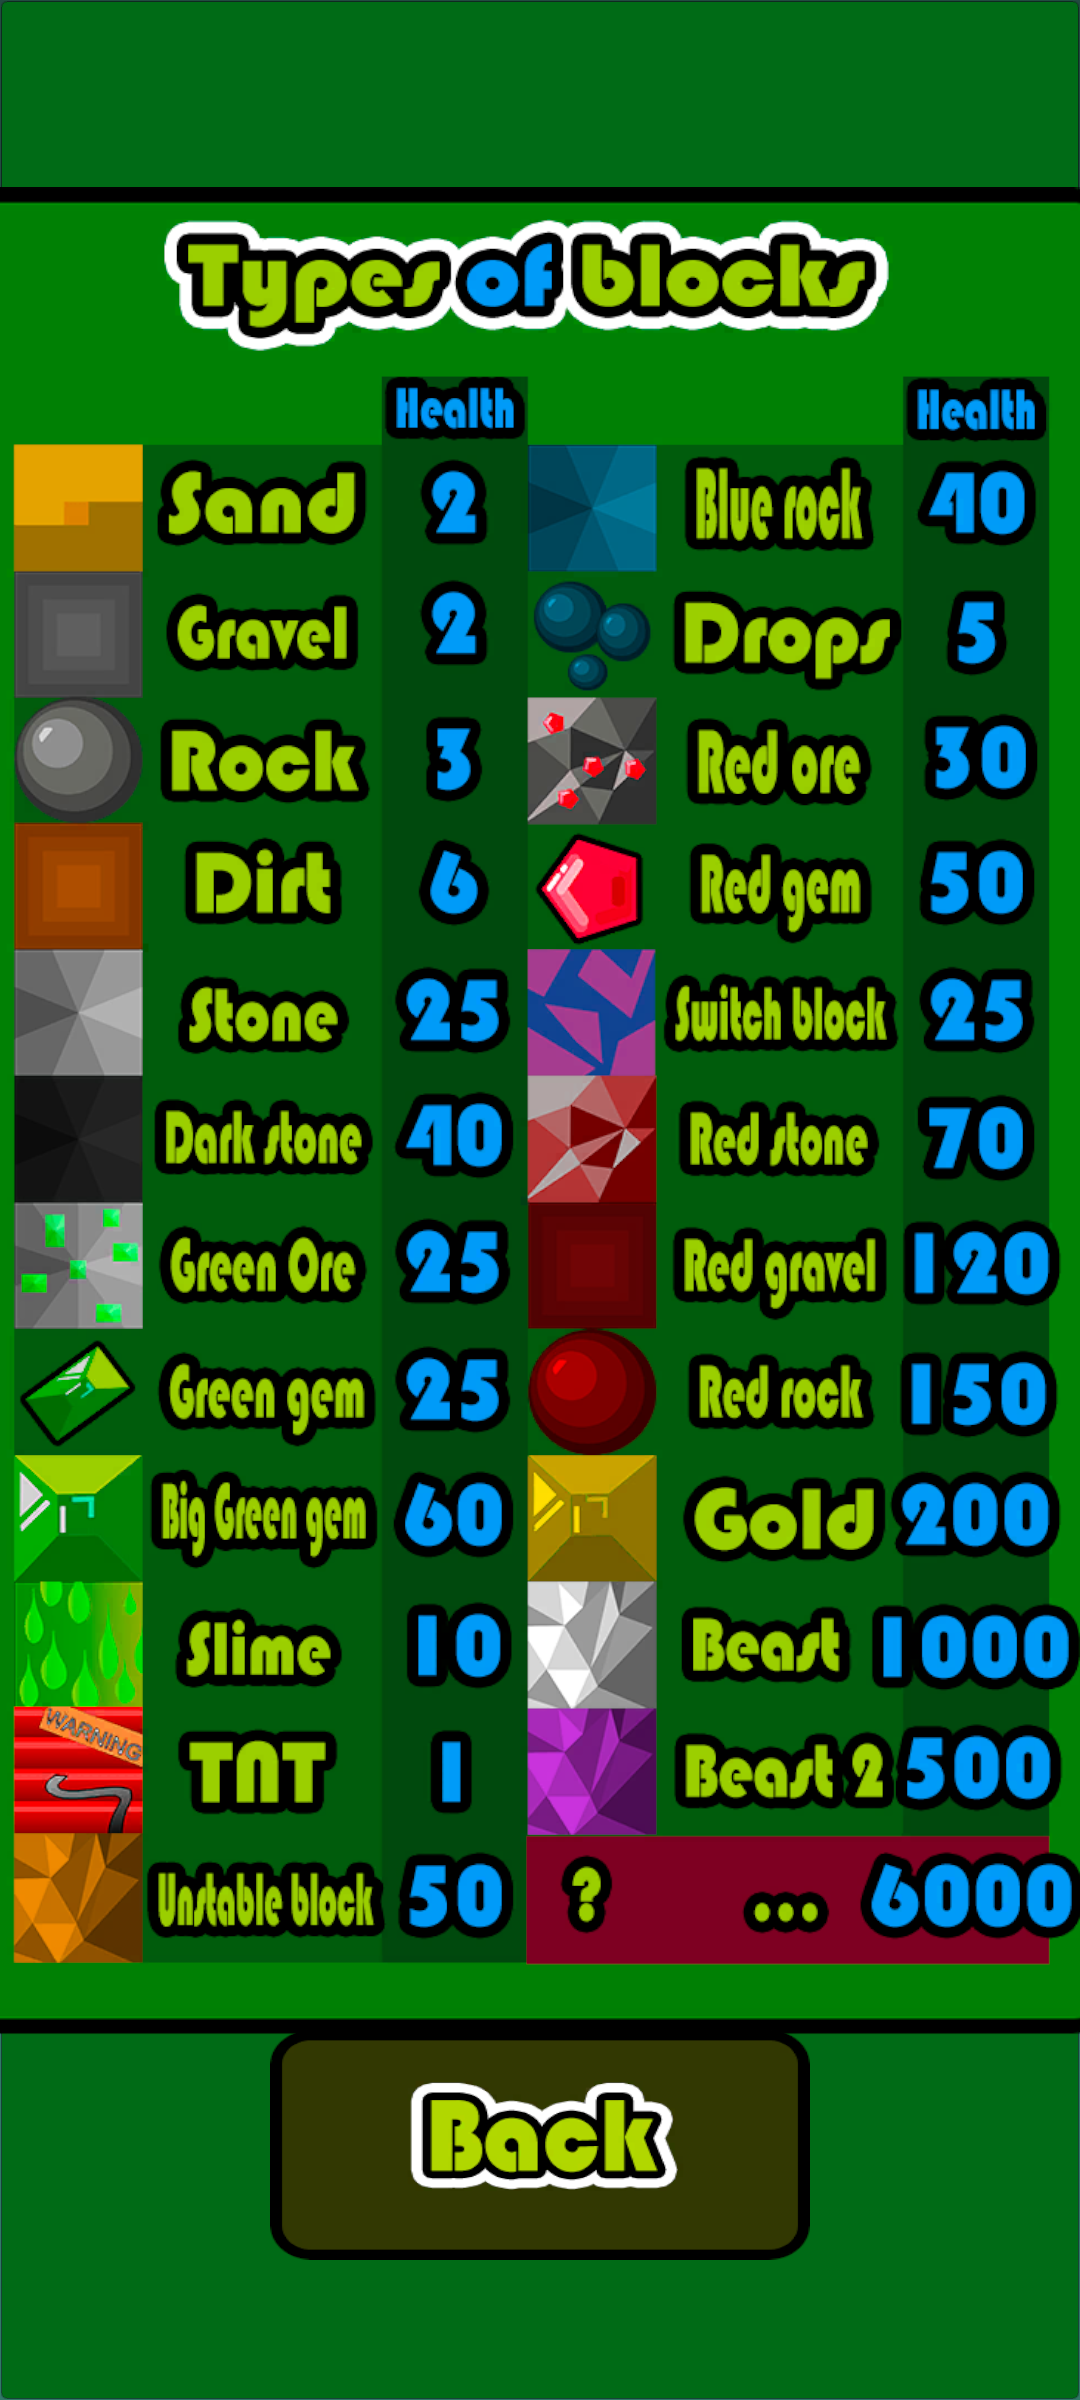 Types of blocks
Health Health
Sand 2 Blue rock 40
Gravel 2 Drops 5
Rock 3 Red ore 30
Dirt 6 Red gem 50
Stone 25 Switch block 25
Dark stone 40 Red stone 70
Green Ore 25 Red gravel 120
Green gem 25 Red rock 150
Big Green gem 60 Gold 200
Slime 10 Beast 1000
WARNING
TNT 1 Beast 2 500
Unstable block 50 ? ... 6000
Back